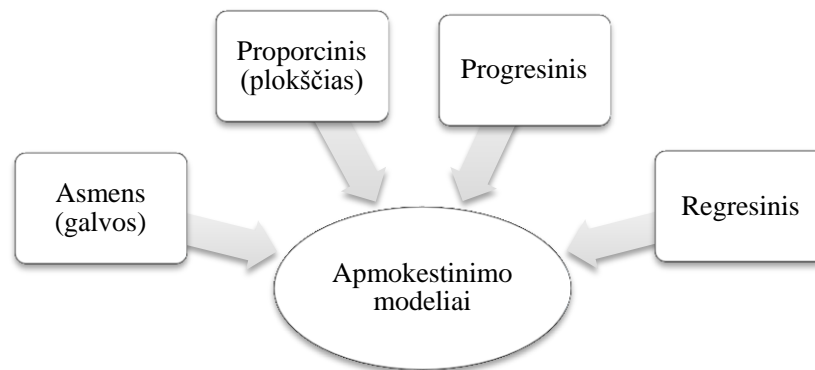 Proporcinis
(plokščias)
Progresinis
Asmens
(galvos)
Regresinis
Apmokestinimo
modeliai